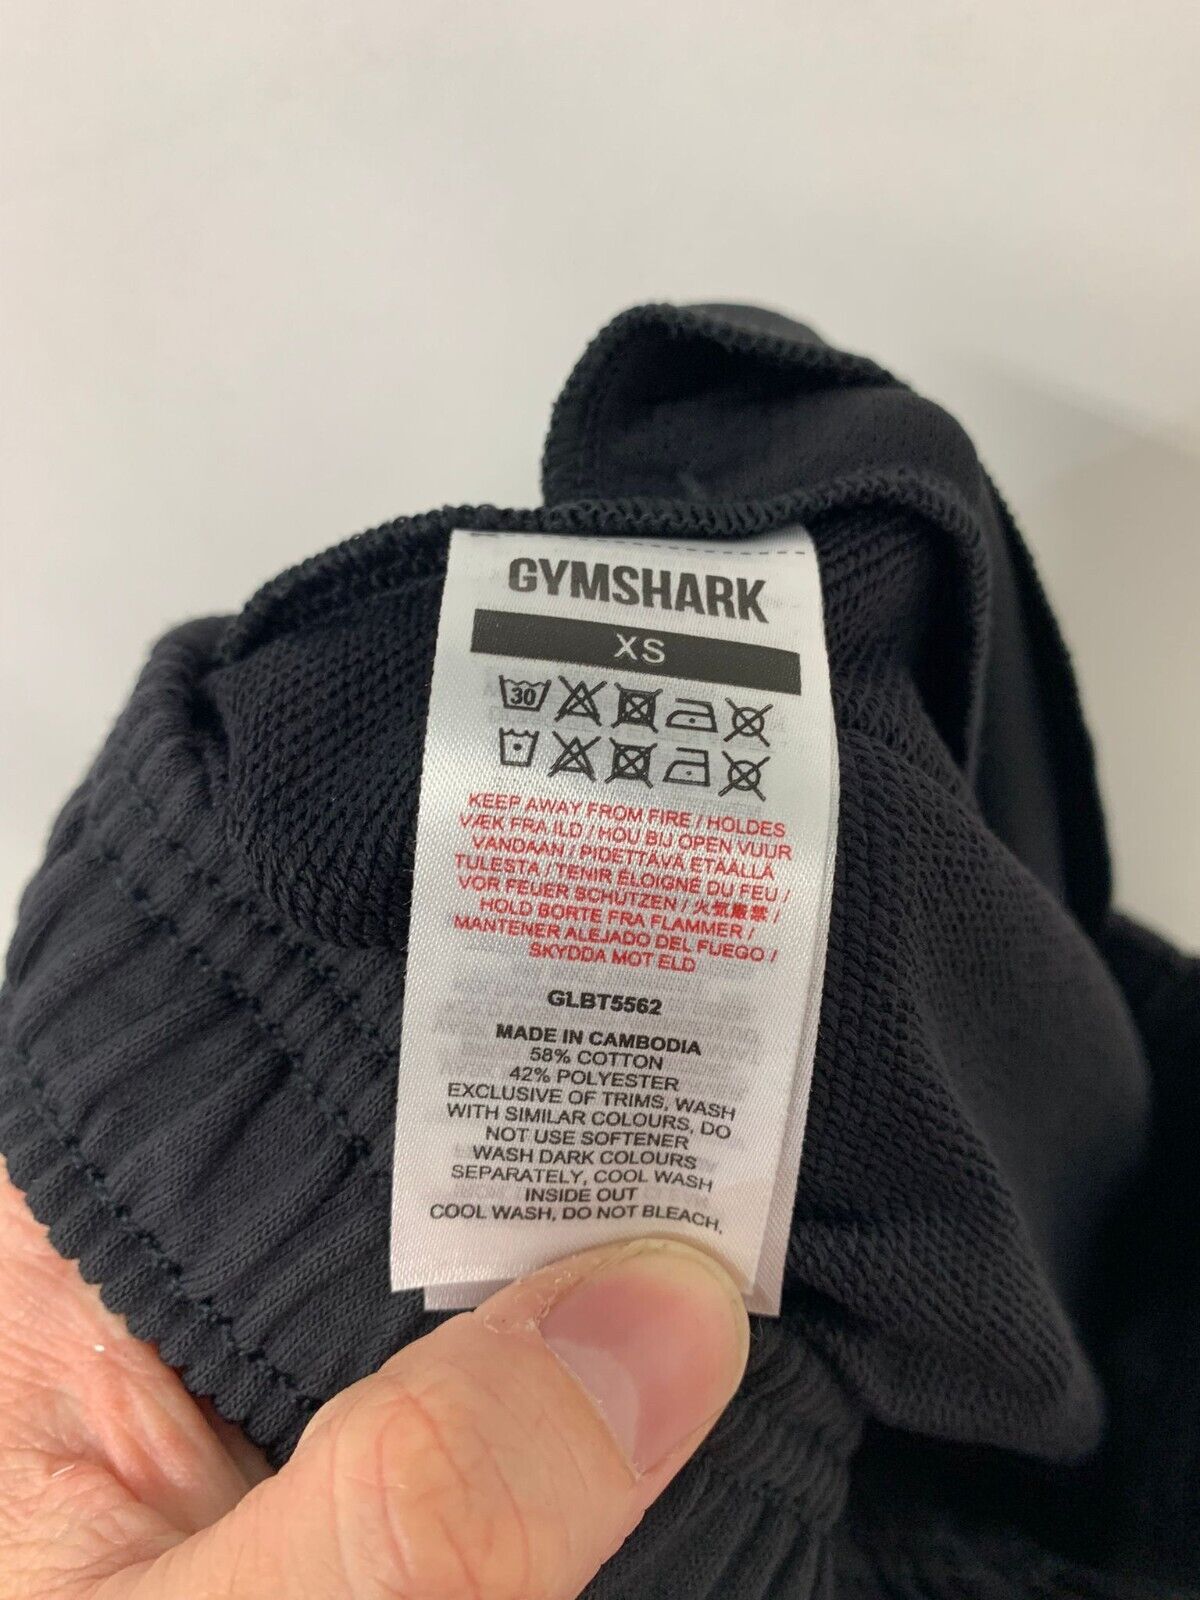 GYMSHARK
XS
30
KEEP AWAY FROM FIRE / HOLDES
VÆK FRA ILD / HOU BIJ OPEN VUUR
VANDAAN / PIDETTÄVÄ ETÄÄLLÄ
TULESTA / TENIR ÉLOIGNÉ DU FEU /
VOR FEUER SCHÜTZEN / 火気厳禁 /
HOLD BORTE FRA FLAMMER /
MANTENER ALEJADO DEL FUEGO /
SKYDDA MOT ELD
GLBT5562
MADE IN CAMBODIA
58% COTTON
42% POLYESTER
EXCLUSIVE OF TRIMS, WASH
WITH SIMILAR COLOURS, DO
NOT USE SOFTENER
WASH DARK COLOURS
SEPARATELY, COOL WASH
INSIDE OUT
COOL WASH, DO NOT BLEACH,